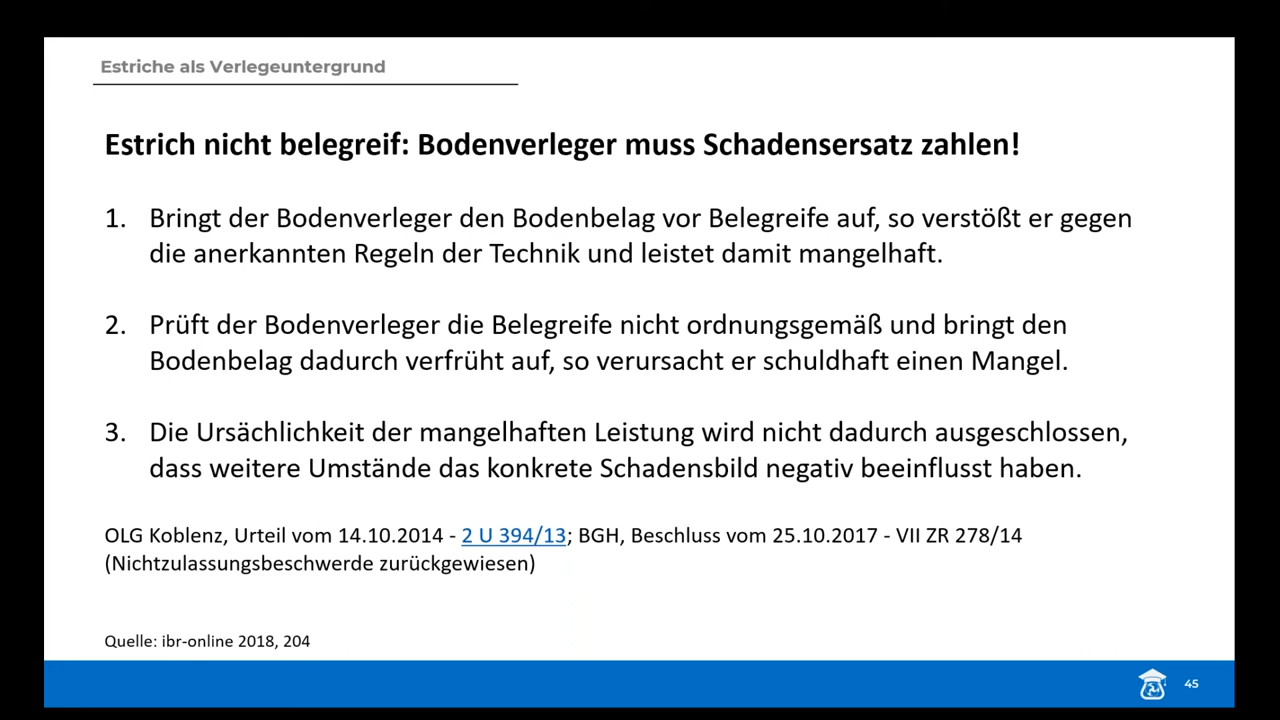 Estriche als Verlegeuntergrund
Estrich nicht belegreif: Bodenverleger muss Schadensersatz zahlen!
1. Bringt der Bodenverleger den Bodenbelag vor Belegreife auf, so verstößt er gegen
die anerkannten Regeln der Technik und leistet damit mangelhaft.
2. Prüft der Bodenverleger die Belegreife nicht ordnungsgemäß und bringt den
Bodenbelag dadurch verfrüht auf, so verursacht er schuldhaft einen Mangel.
3. Die Ursächlichkeit der mangelhaften Leistung wird nicht dadurch ausgeschlossen,
dass weitere Umstände das konkrete Schadensbild negativ beeinflusst haben.
OLG Koblenz, Urteil vom 14.10.2014 - 2 U 394/13; BGH, Beschluss vom 25.10.2017 - VII ZR 278/14
(Nichtzulassungsbeschwerde zurückgewiesen)
Quelle: ibr-online 2018, 204
45